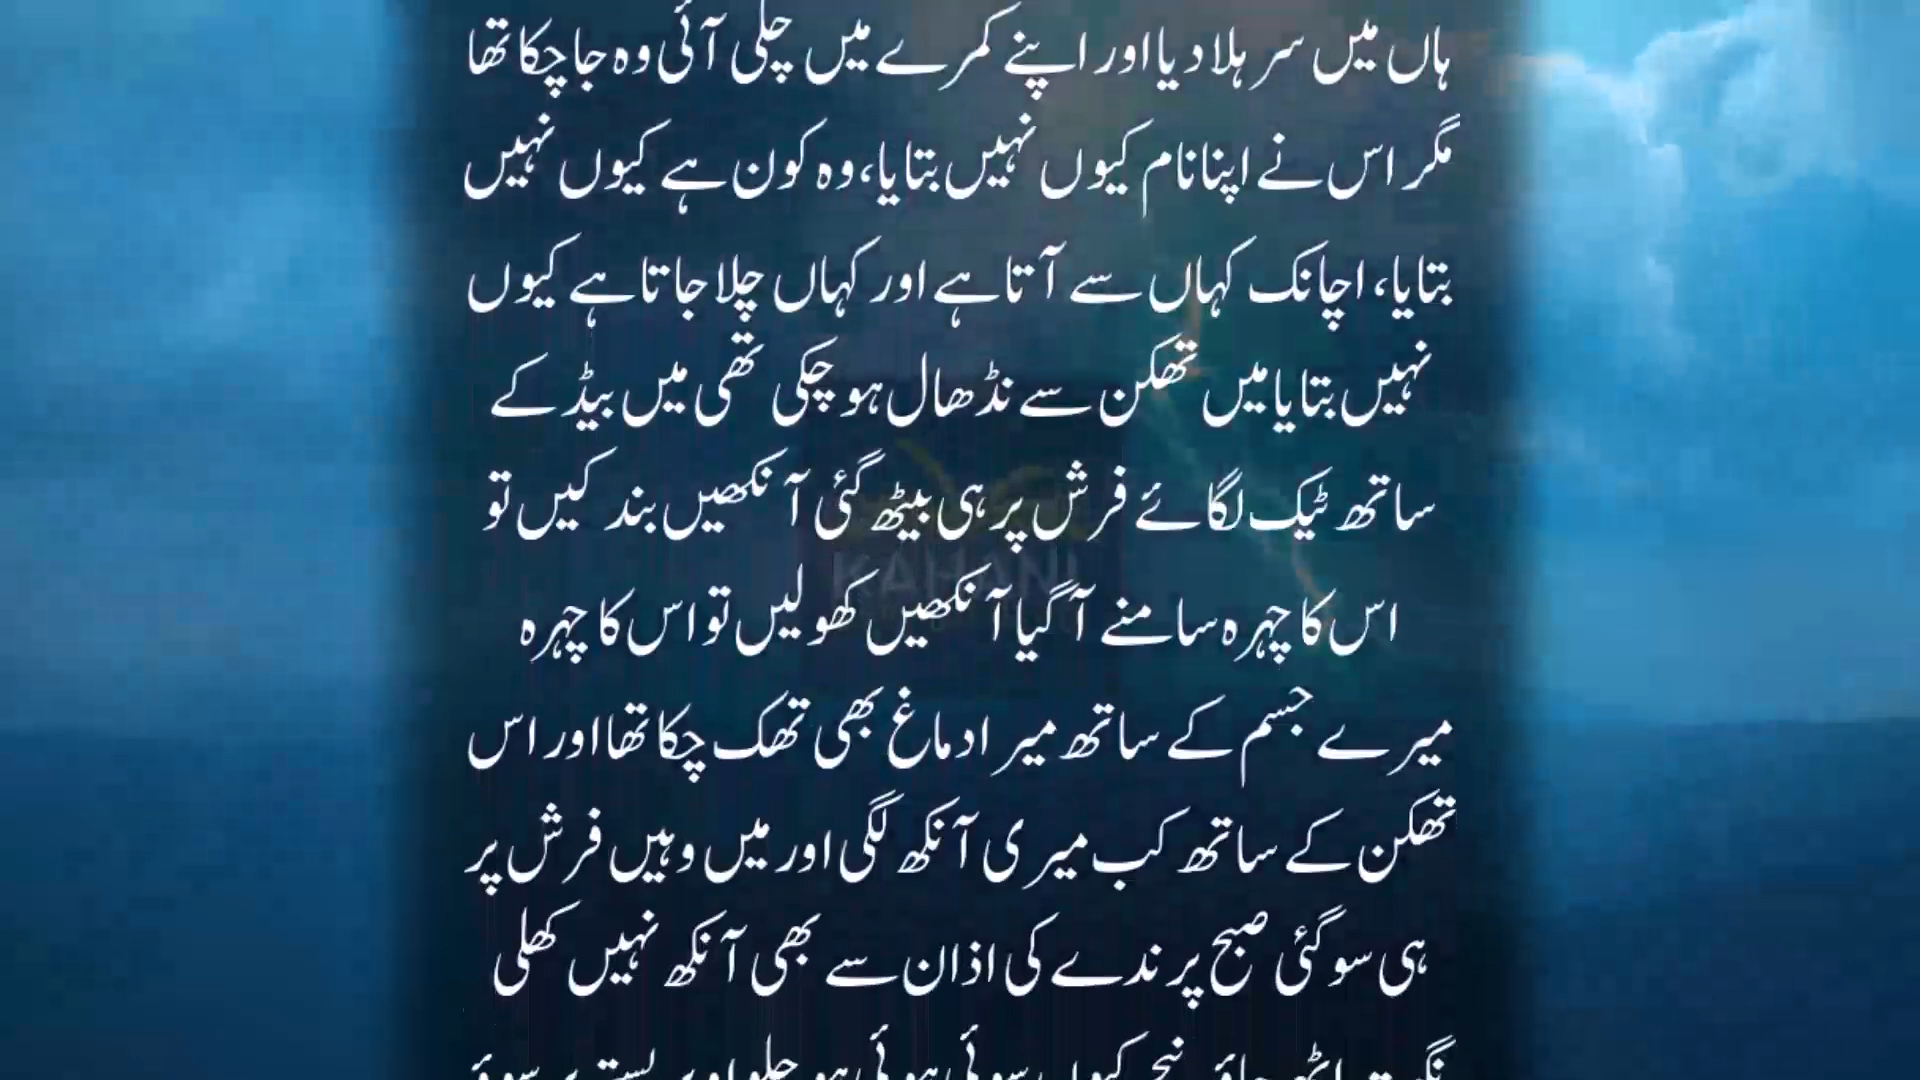 ہاں میں سر ہلا دیا اور اپنے کمرے میں چلی آئی وہ جا چکا تھا
مگر اس نے اپنا نام کیوں نہیں بتایا، وہ کون ہے کیوں نہیں
بتایا، اچانک کہاں سے آتا ہے اور کہاں چلا جاتا ہے کیوں
نہیں بتایا میں تھکن سے نڈھال ہو چکی تھی میں بیڈ کے
ساتھ ٹیک لگائے فرش پر ہی بیٹھ گئی آنکھیں بند کیں تو
اس کا چہرہ سامنے آ گیا آنکھیں کھولیں تو اس کا چہرہ
KAHANI
میرے جسم کے ساتھ میرا دماغ بھی تھک چکا تھا اور اس
تھکن کے ساتھ کب میری آنکھ لگی اور میں وہیں فرش پر
ہی سو گئی صبح پرندے کی اذان سے بھی آنکھ نہیں کھلی